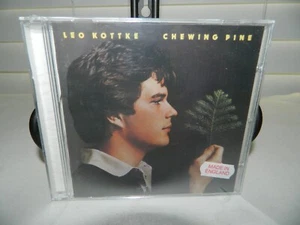 LEO KOTTKE CHEWING PINE
MADE IN
ENGLAND